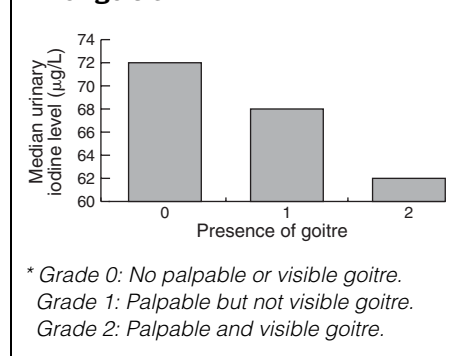 74
72
70
68
66
64
62
60
Median urinary
iodine level (µg/L)
0 1 2
Presence of goitre
* Grade 0: No palpable or visible goitre.
Grade 1: Palpable but not visible goitre.
Grade 2: Palpable and visible goitre.